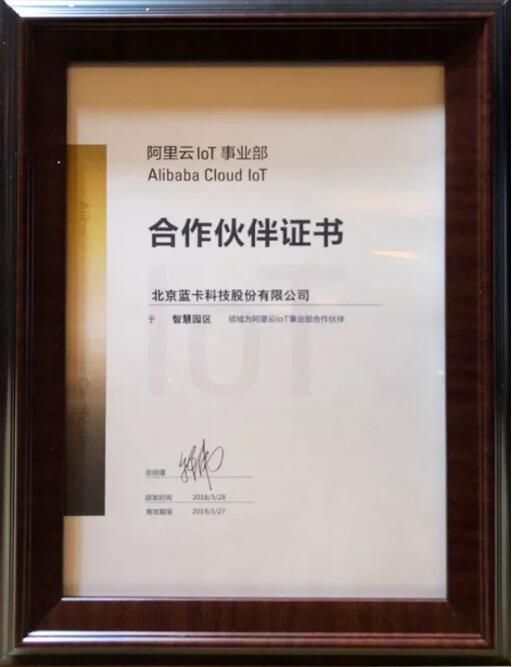 阿里云 IoT 事业部
Alibaba Cloud IoT
合作伙伴证书
北京蓝卡科技股份有限公司
于 智慧园区 领域为阿里云IoT事业部合作伙伴
IOT
总经理
颁发时间 2018/3/28
有效期至 2019/3/27